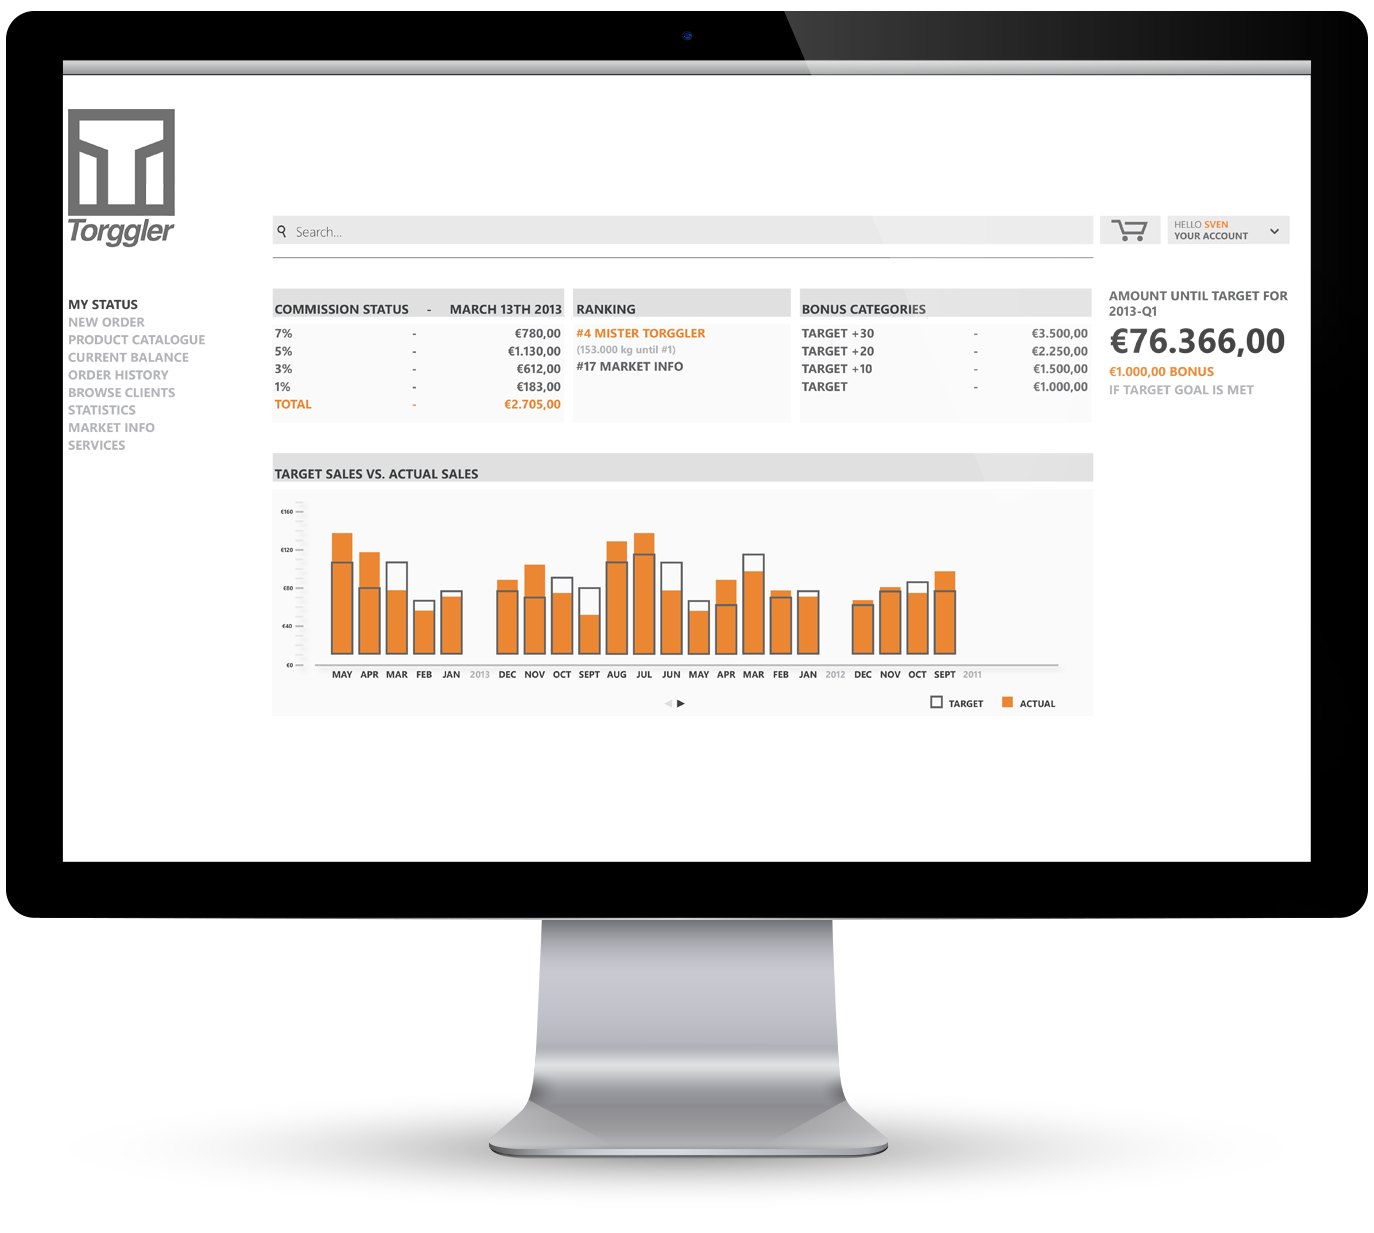 Torggler
Search...
HELLO SVEN
YOUR ACCOUNT
MY STATUS
NEW ORDER
PRODUCT CATALOGUE
CURRENT BALANCE
ORDER HISTORY
BROWSE CLIENTS
STATISTICS
MARKET INFO
SERVICES
COMMISSION STATUS - MARCH 13TH 2013
7% - €780,00
5% - €1.130,00
3% - €612,00
1% - €183,00
TOTAL - €2.705,00
RANKING
#4 MISTER TORGGLER
(153.000 kg until #1)
#17 MARKET INFO
BONUS CATEGORIES
TARGET +30 - €3.500,00
TARGET +20 - €2.250,00
TARGET +10 - €1.500,00
TARGET - €1.000,00
AMOUNT UNTIL TARGET FOR
2013-Q1
€76.366,00
€1.000,00 BONUS
IF TARGET GOAL IS MET
TARGET SALES VS. ACTUAL SALES
€160
€120
€80
€40
€0
MAY APR MAR FEB JAN 2013 DEC NOV OCT SEPT AUG JUL JUN MAY APR MAR FEB JAN 2012 DEC NOV OCT SEPT 2011
TARGET ACTUAL